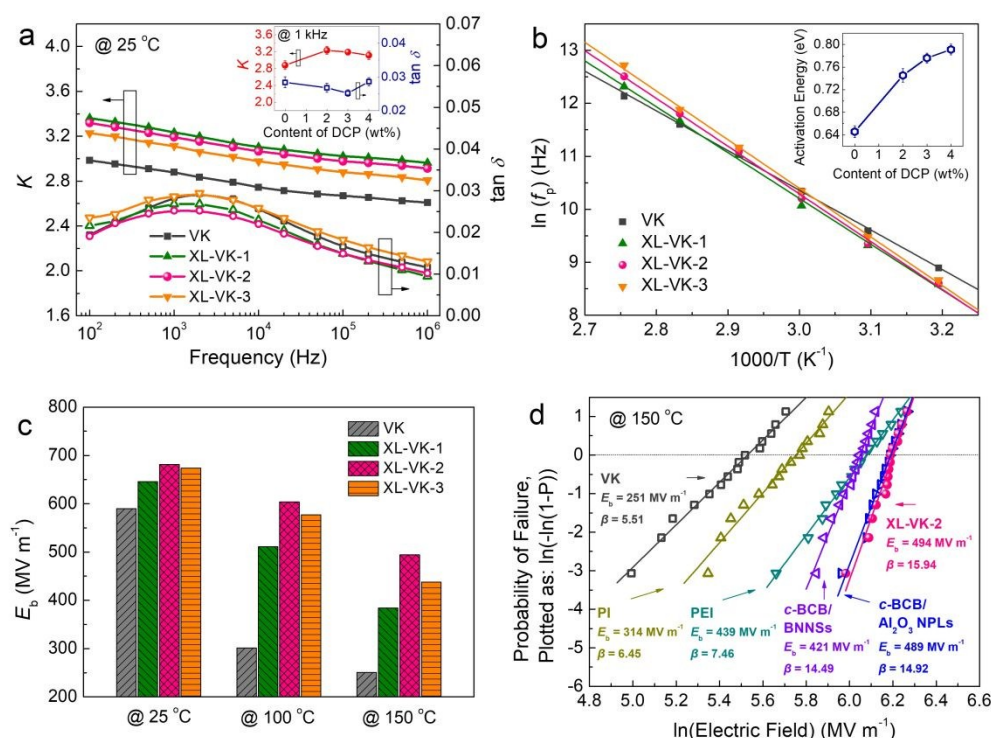 a
@ 25 °C
@ 1 kHz
4.0
3.6
3.2
2.8
2.4
2.0
1.6
K
0.07
0.06
0.05
0.04
0.03
0.02
0.01
0.00
tan δ
3.6
3.2
2.8
2.4
2.0
K
0.04
0.03
0.02
tan δ
0 1 2 3 4
Content of DCP (wt%)
VK
XL-VK-1
XL-VK-2
XL-VK-3
10² 10³ 10⁴ 10⁵ 10⁶
Frequency (Hz)
b
13
12
11
10
9
8
ln (fₚ) (Hz)
0.80
0.76
0.72
0.68
0.64
Activation Energy (eV)
0 1 2 3 4
Content of DCP (wt%)
VK
XL-VK-1
XL-VK-2
XL-VK-3
2.7 2.8 2.9 3.0 3.1 3.2
1000/T (K⁻¹)
c
800
700
600
500
400
300
200
E_b (MV m⁻¹)
VK
XL-VK-1
XL-VK-2
XL-VK-3
@ 25 °C @ 100 °C @ 150 °C
d
@ 150 °C
2
1
0
-1
-2
-3
-4
-5
-6
Probability of Failure,
Plotted as: ln(-ln(1-P))
VK
E_b = 251 MV m⁻¹
β = 5.51
XL-VK-2
E_b = 494 MV m⁻¹
β = 15.94
PI
E_b = 314 MV m⁻¹
β = 6.45
PEI
E_b = 439 MV m⁻¹
β = 7.46
c-BCB/
BNNSs
E_b = 421 MV m⁻¹
β = 14.49
c-BCB/
Al₂O₃ NPLs
E_b = 489 MV m⁻¹
β = 14.92
4.8 5.0 5.2 5.4 5.6 5.8 6.0 6.2 6.4 6.6
ln(Electric Field) (MV m⁻¹)